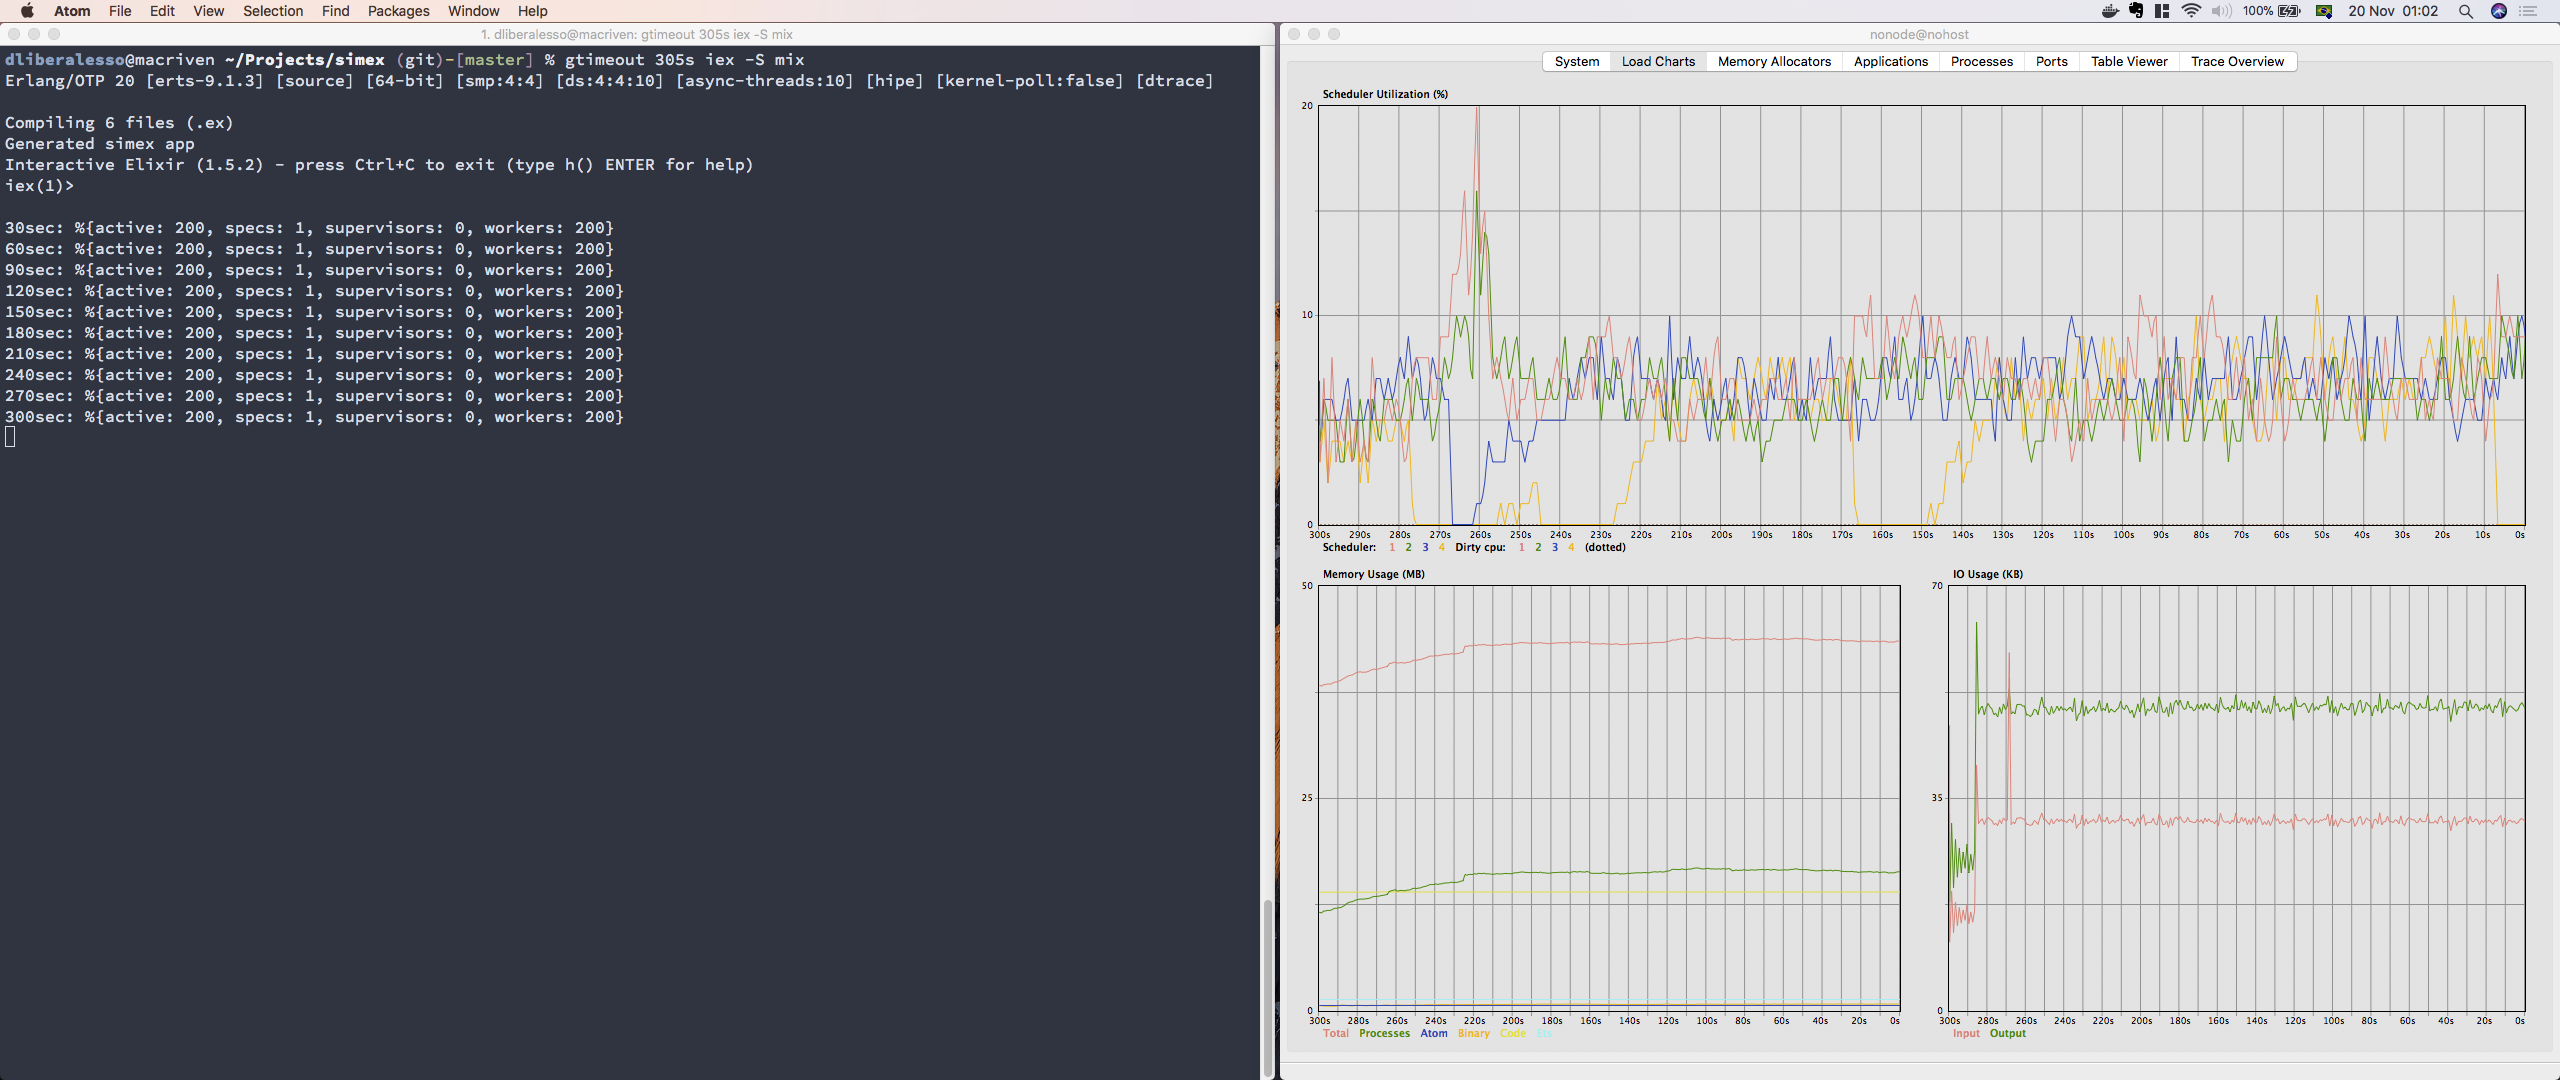 Atom File Edit View Selection Find Packages Window Help
100% 20 Nov 01:02
1. dliberalesso@macriven: gtimeout 305s iex -S mix
dliberalesso@macriven ~/Projects/simex (git)-[master] % gtimeout 305s iex -S mix
Erlang/OTP 20 [erts-9.1.3] [source] [64-bit] [smp:4:4] [ds:4:4:10] [async-threads:10] [hipe] [kernel-poll:false] [dtrace]
Compiling 6 files (.ex)
Generated simex app
Interactive Elixir (1.5.2) - press Ctrl+C to exit (type h() ENTER for help)
iex(1)>
30sec: %{active: 200, specs: 1, supervisors: 0, workers: 200}
60sec: %{active: 200, specs: 1, supervisors: 0, workers: 200}
90sec: %{active: 200, specs: 1, supervisors: 0, workers: 200}
120sec: %{active: 200, specs: 1, supervisors: 0, workers: 200}
150sec: %{active: 200, specs: 1, supervisors: 0, workers: 200}
180sec: %{active: 200, specs: 1, supervisors: 0, workers: 200}
210sec: %{active: 200, specs: 1, supervisors: 0, workers: 200}
240sec: %{active: 200, specs: 1, supervisors: 0, workers: 200}
270sec: %{active: 200, specs: 1, supervisors: 0, workers: 200}
300sec: %{active: 200, specs: 1, supervisors: 0, workers: 200}
nonode@nohost
System Load Charts Memory Allocators Applications Processes Ports Table Viewer Trace Overview
Scheduler Utilization (%)
20
10
0
300s 290s 280s 270s 260s 250s 240s 230s 220s 210s 200s 190s 180s 170s 160s 150s 140s 130s 120s 110s 100s 90s 80s 70s 60s 50s 40s 30s 20s 10s 0s
Scheduler: 1 2 3 4 Dirty cpu: 1 2 3 4 (dotted)
Memory Usage (MB)
50
25
0
300s 280s 260s 240s 220s 200s 180s 160s 140s 120s 100s 80s 60s 40s 20s 0s
Total Processes Atom Binary Code Ets
IO Usage (KB)
70
35
0
300s 280s 260s 240s 220s 200s 180s 160s 140s 120s 100s 80s 60s 40s 20s 0s
Input Output